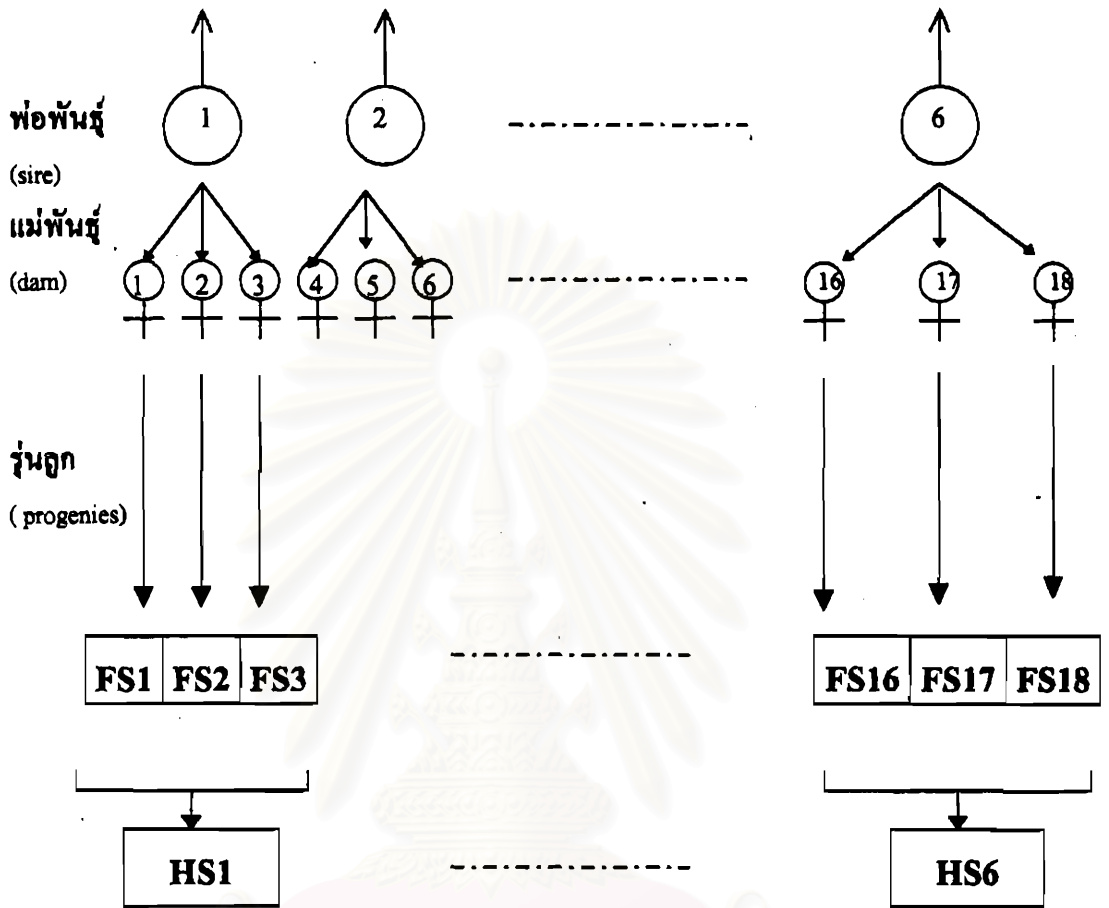 พ่อพันธุ์ 1 2 6
(sire)
แม่พันธุ์
(dam) 1 2 3 4 5 6 16 17 18
รุ่นลูก
( progenies)
FS1 FS2 FS3 FS16 FS17 FS18
HS1 HS6